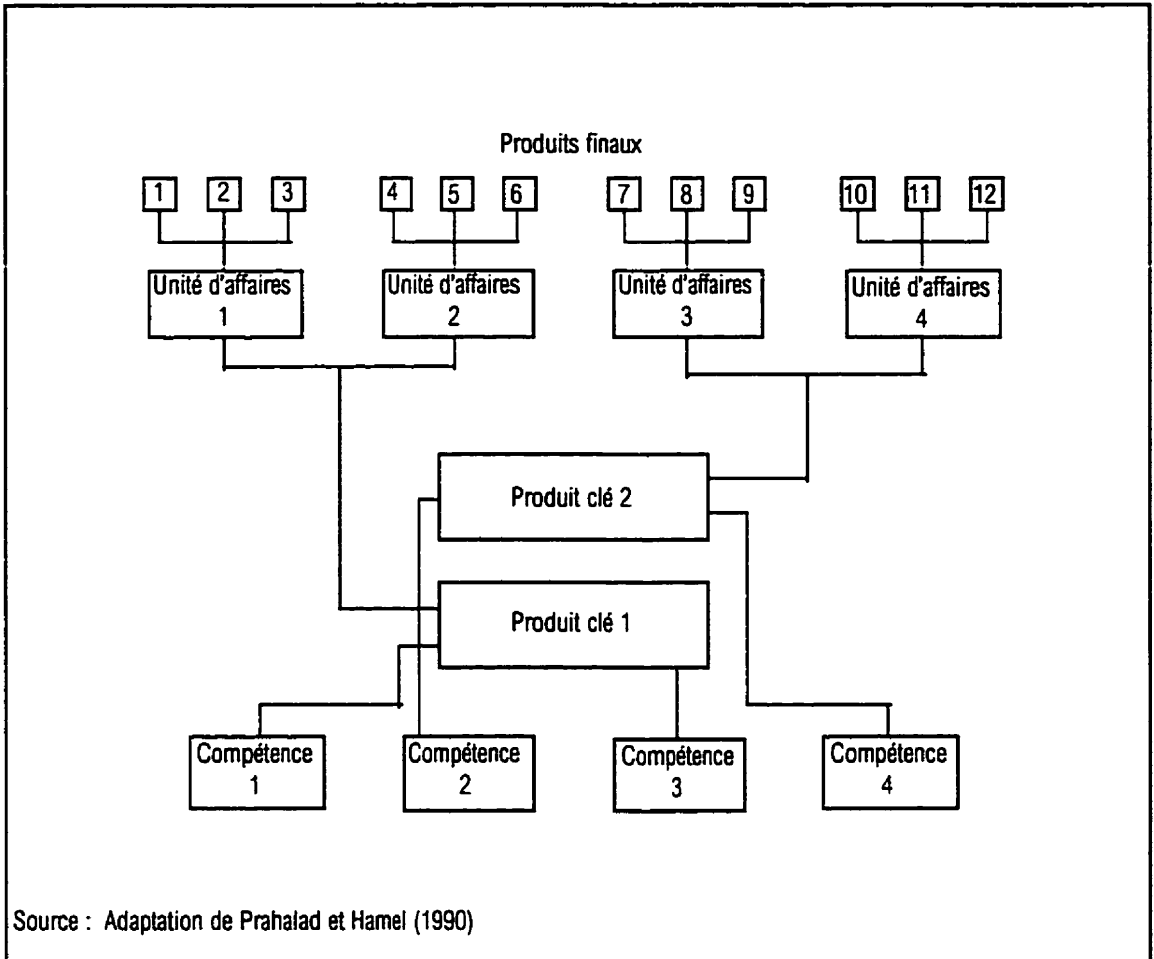 Produits finaux
1 2 3 4 5 6 7 8 9 10 11 12
Unité d'affaires
1
Unité d'affaires
2
Unité d'affaires
3
Unité d'affaires
4
Produit clé 2
Produit clé 1
Compétence
1
Compétence
2
Compétence
3
Compétence
4
Source : Adaptation de Prahalad et Hamel (1990)